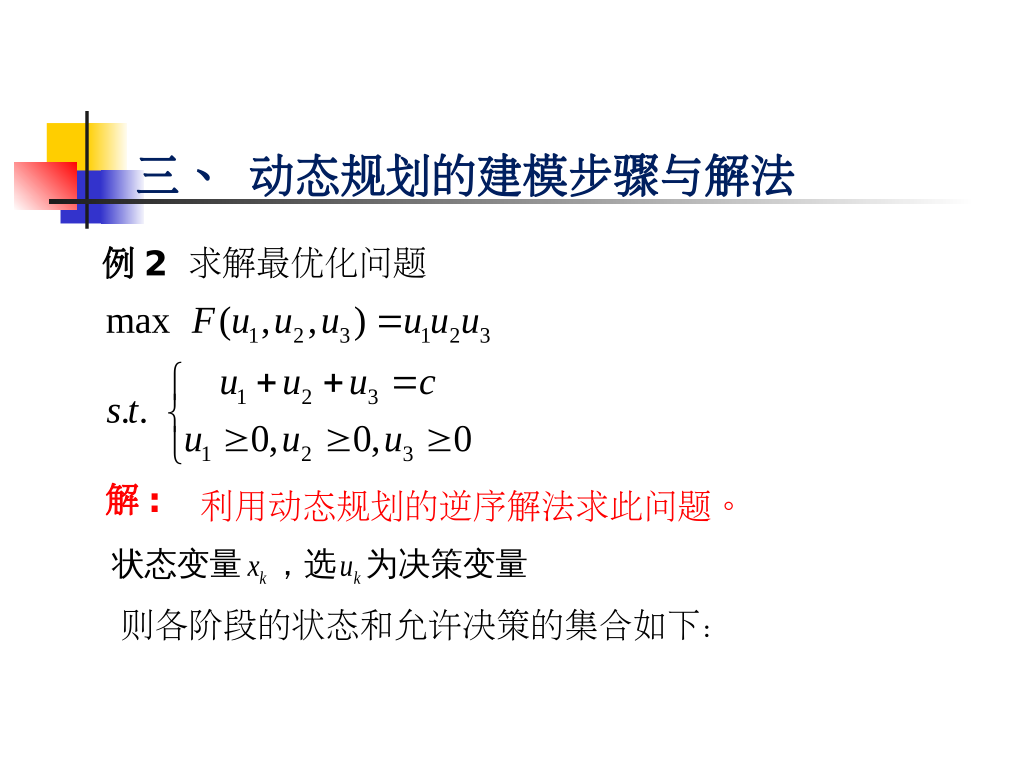 三、 动态规划的建模步骤与解法
例 2 求解最优化问题
max F(u₁,u₂,u₃) =u₁u₂u₃
s.t. { u₁ +u₂ +u₃ =c
u₁ ≥0,u₂ ≥0,u₃ ≥0
解： 利用动态规划的逆序解法求此问题。
状态变量 xₖ ，选 uₖ 为决策变量
则各阶段的状态和允许决策的集合如下：